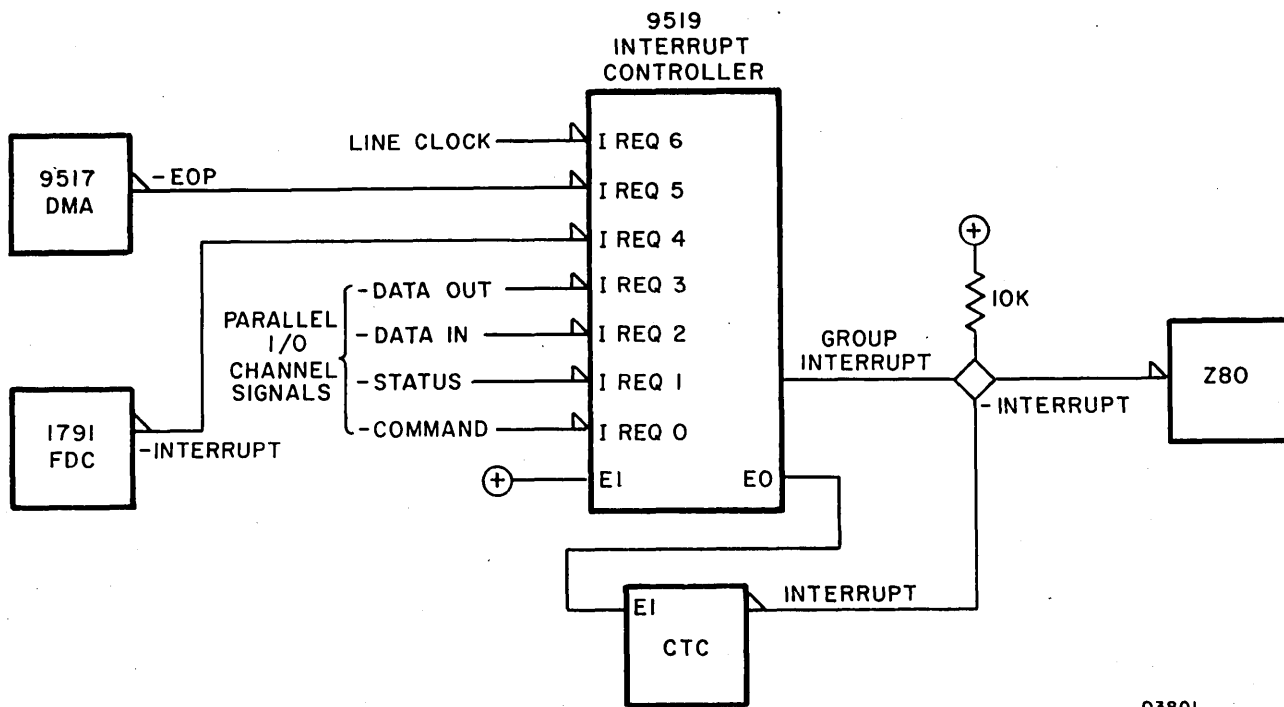 9519
INTERRUPT
CONTROLLER
LINE CLOCK
I REQ 6
9517
DMA
-EOP
I REQ 5
I REQ 4
PARALLEL
I/O
CHANNEL
SIGNALS
-DATA OUT
I REQ 3
-DATA IN
I REQ 2
-STATUS
I REQ 1
-COMMAND
I REQ 0
1791
FDC
-INTERRUPT
+
EI
EO
GROUP
INTERRUPT
+
10K
-INTERRUPT
Z80
EI
CTC
INTERRUPT
03801